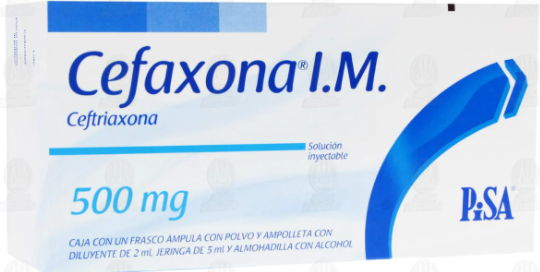 Cefaxona® I.M.
Ceftriaxona
Solución
inyectable
500 mg
PiSA®
CAJA CON UN FRASCO AMPULA CON POLVO Y AMPOLLETA CON
DILUYENTE DE 2 ml, JERINGA DE 5 ml Y ALMOHADILLA CON ALCOHOL